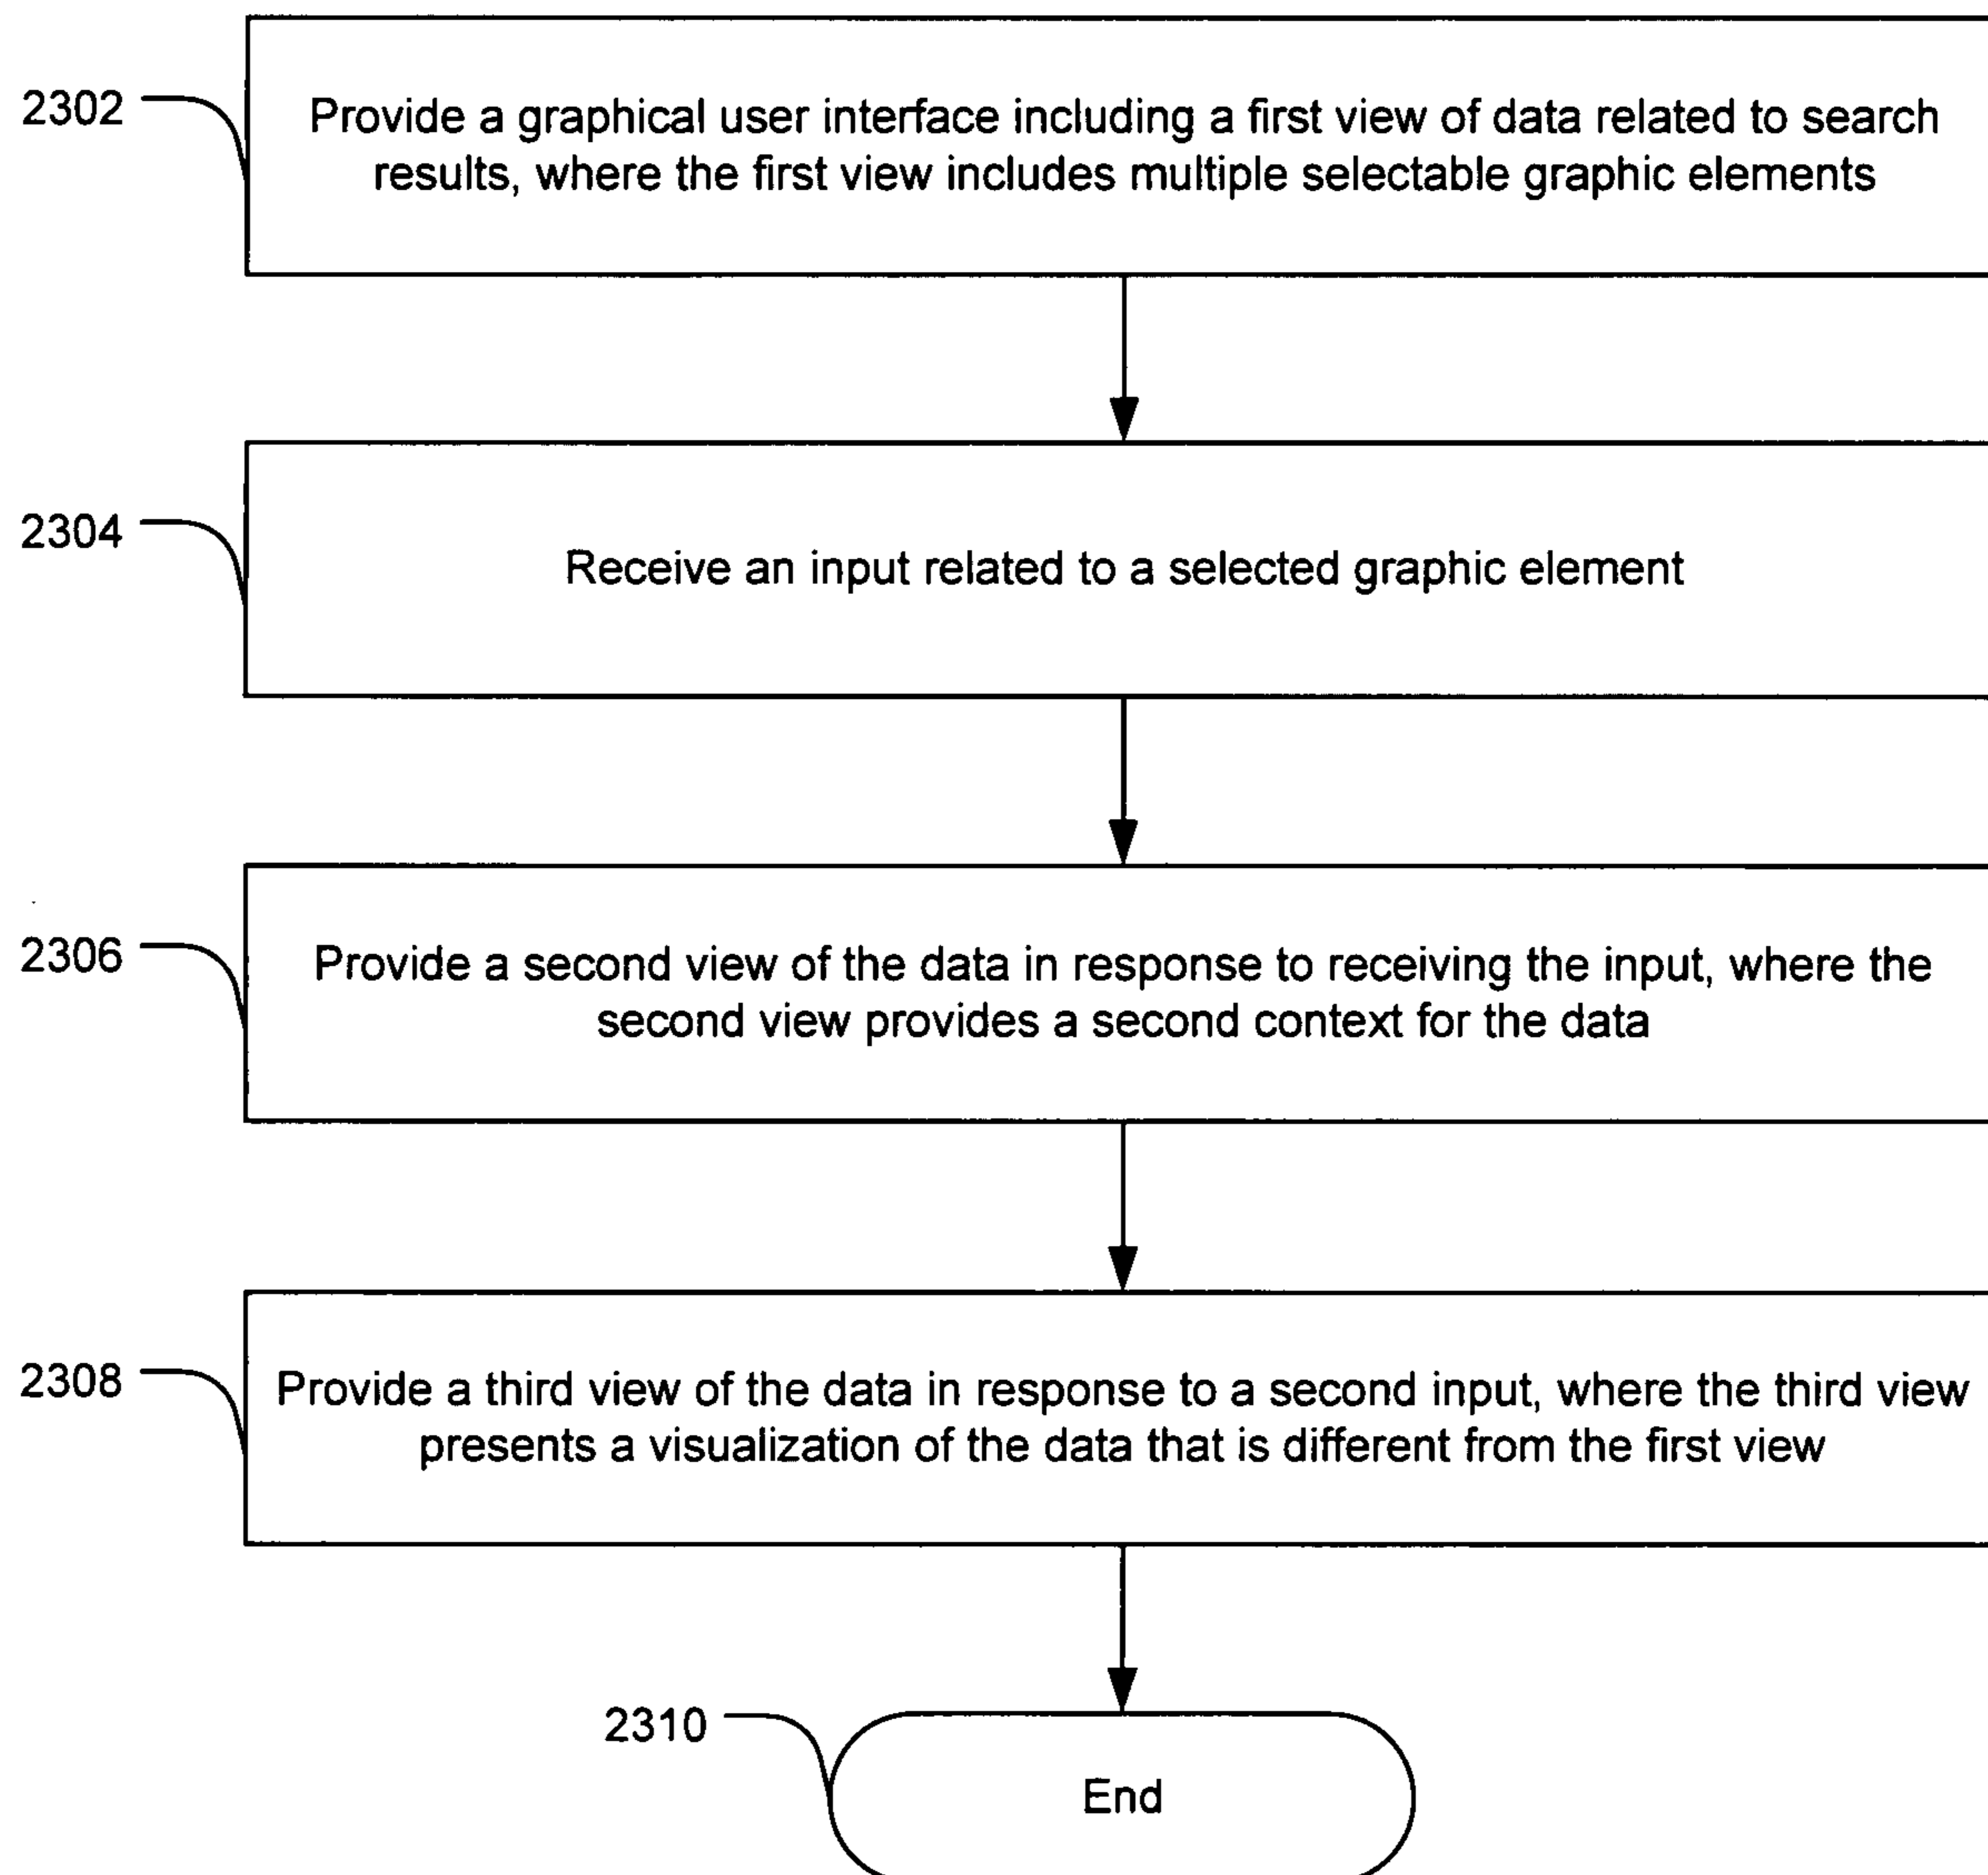 2302
Provide a graphical user interface including a first view of data related to search
results, where the first view includes multiple selectable graphic elements
2304
Receive an input related to a selected graphic element
2306
Provide a second view of the data in response to receiving the input, where the
second view provides a second context for the data
2308
Provide a third view of the data in response to a second input, where the third view
presents a visualization of the data that is different from the first view
2310
End